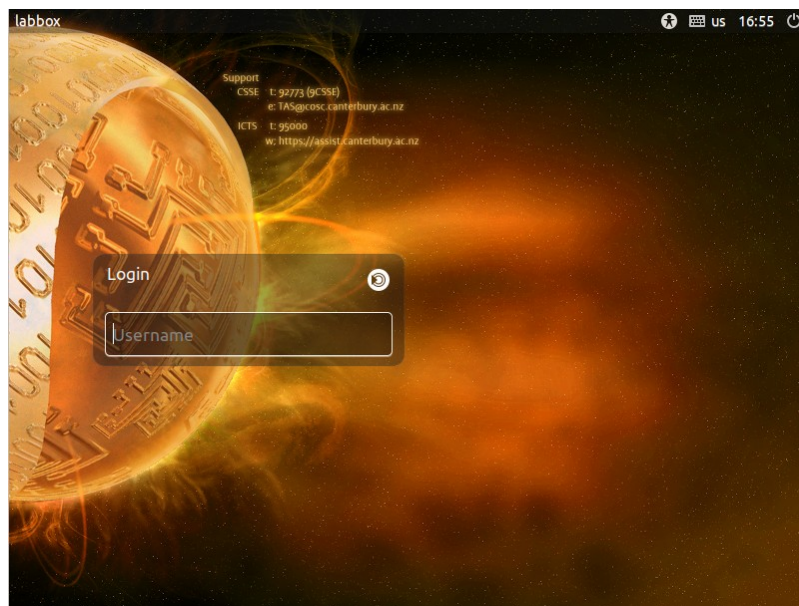 labbox us 16:55
Support
CSSE t: 92773 (9CSSE)
e: TAS@cosc.canterbury.ac.nz
ICTS t: 95000
w: https://assist.canterbury.ac.nz
Login
Username